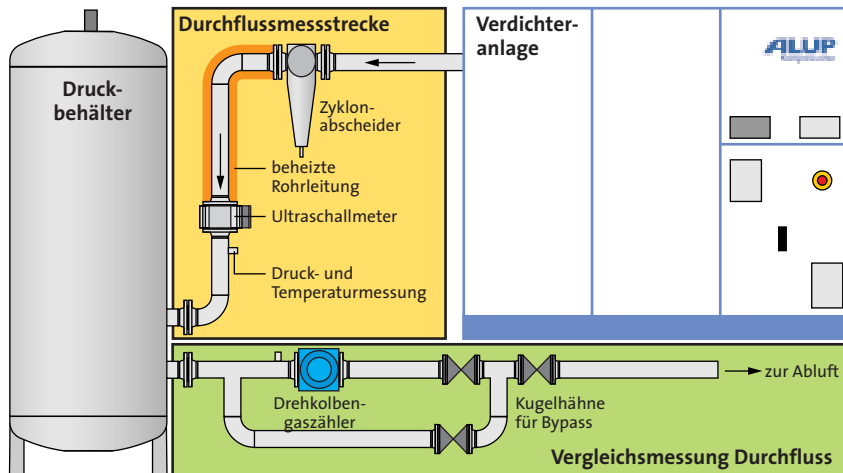 Durchflussmessstrecke
Verdichter-
anlage
ALUP
Druck-
behälter
Zyklon-
abscheider
beheizte
Rohrleitung
Ultraschallmeter
Druck- und
Temperaturmessung
zur Abluft
Drehkolben-
gaszähler
Kugelhähne
für Bypass
Vergleichsmessung Durchfluss